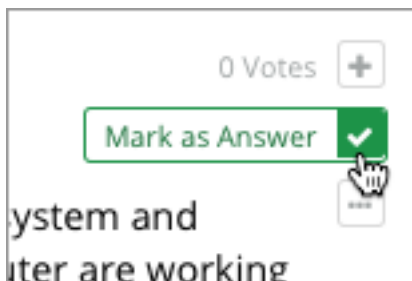 0 Votes
Mark as Answer
ystem and
uter are working